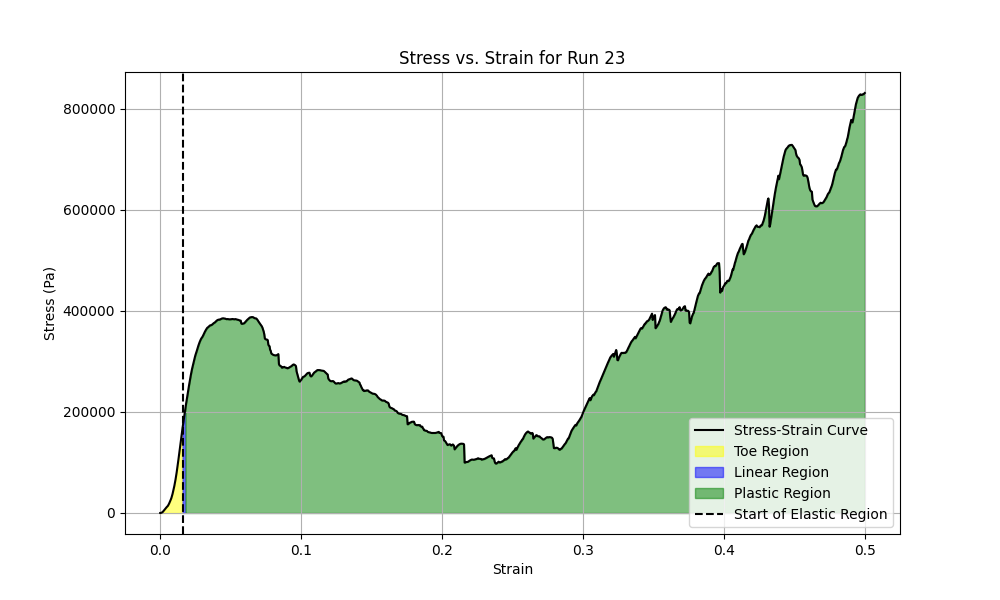 Stress vs. Strain for Run 23
Stress (Pa)
800000
600000
400000
200000
0
0.0
0.1
0.2
0.3
0.4
0.5
Strain
Stress-Strain Curve
Toe Region
Linear Region
Plastic Region
Start of Elastic Region